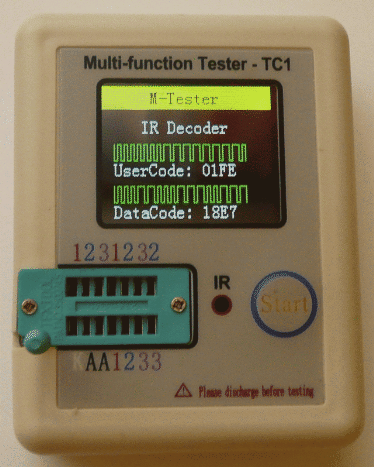 Multi-function Tester - TC1
M-Tester
IR Decoder
UserCode: 01FE
DataCode: 18E7
1231232
IR
Start
KAA1233
Please discharge before testing